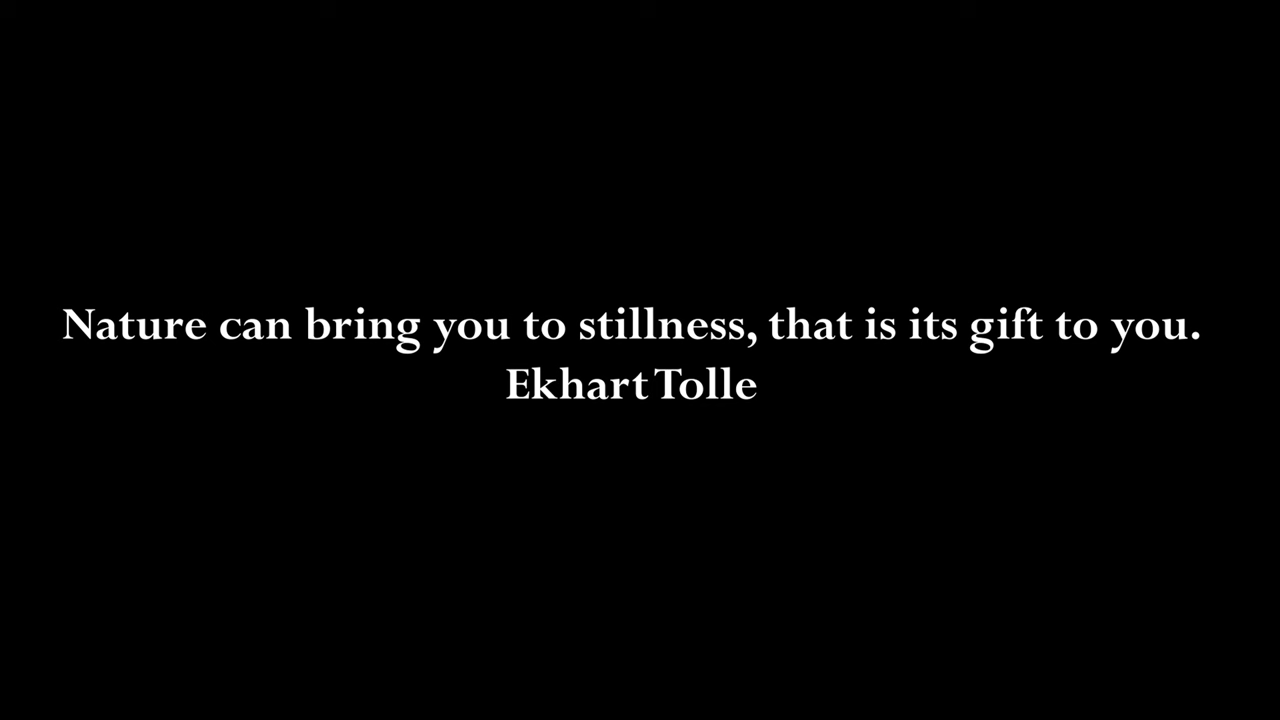 Nature can bring you to stillness, that is its gift to you.
Ekhart Tolle